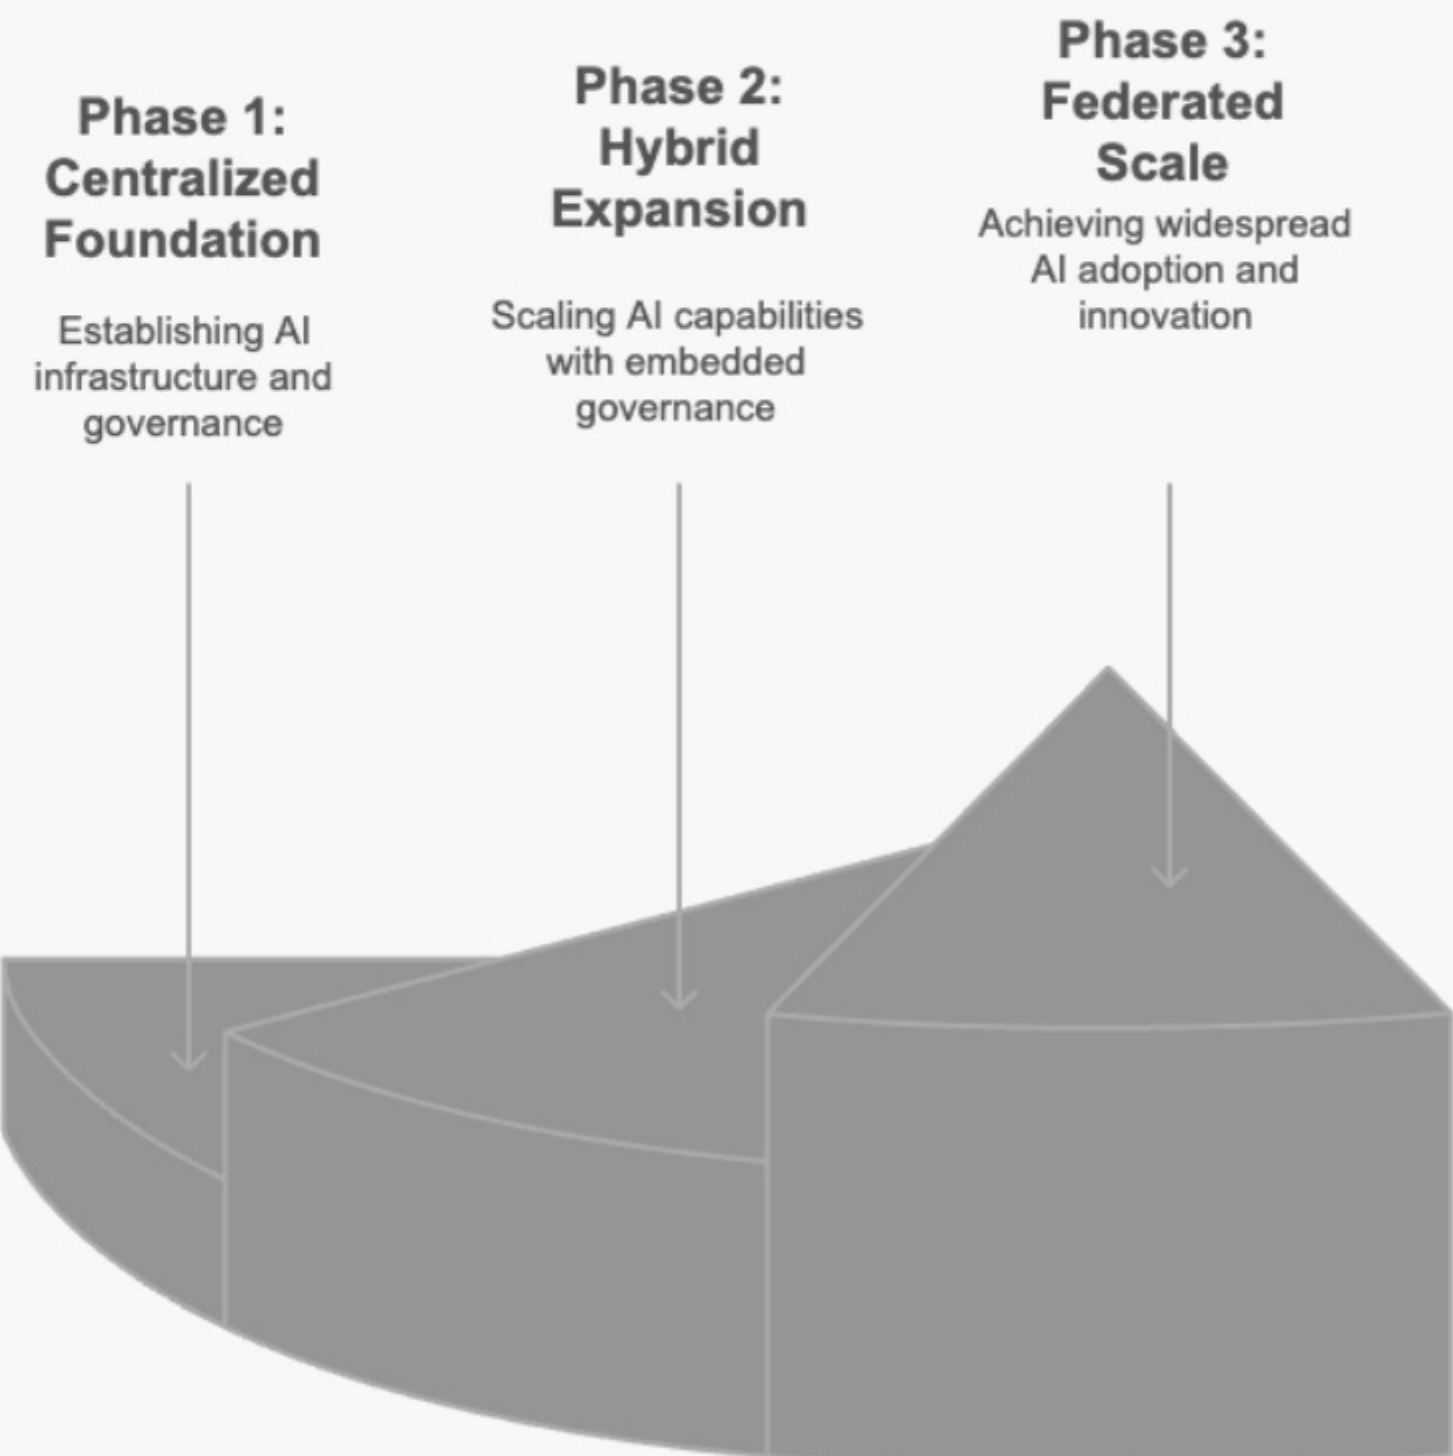 Phase 1:
Centralized
Foundation
Establishing AI
infrastructure and
governance
Phase 2:
Hybrid
Expansion
Scaling AI capabilities
with embedded
governance
Phase 3:
Federated
Scale
Achieving widespread
AI adoption and
innovation